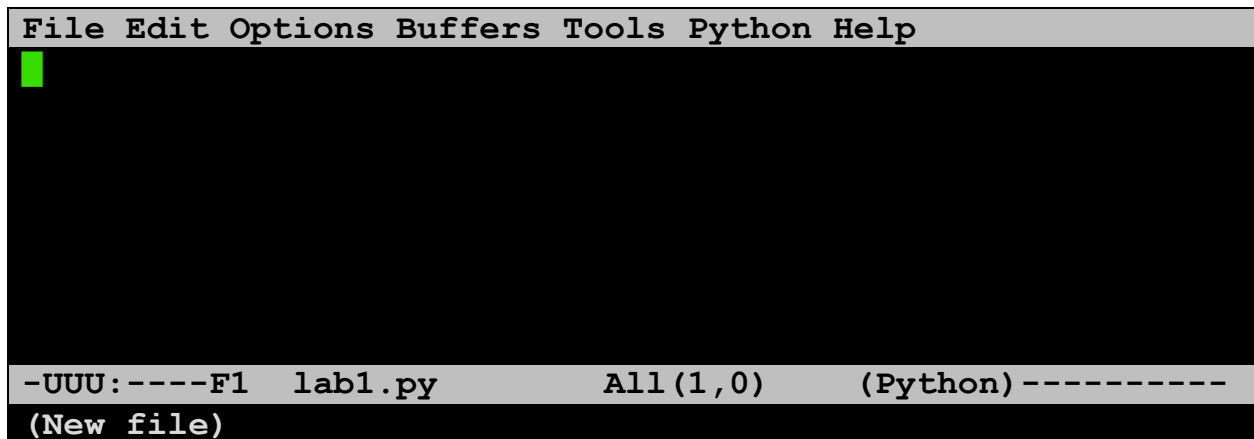 File Edit Options Buffers Tools Python Help
-UUU:----F1  lab1.py          All(1,0)     (Python)----------
(New file)